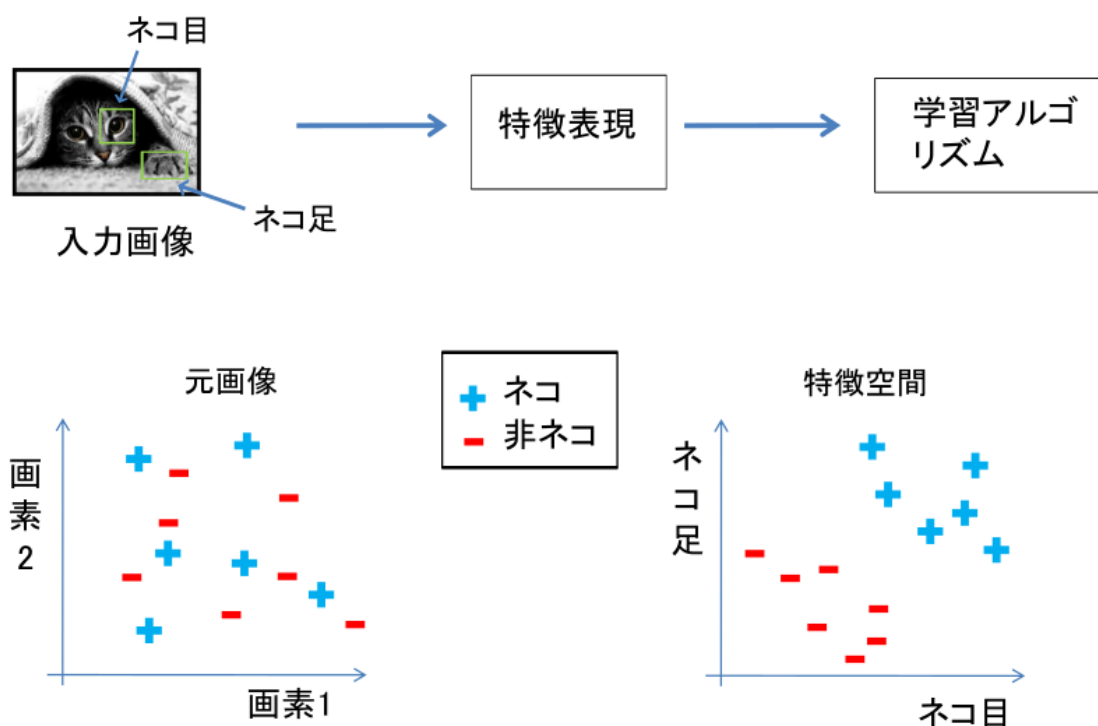 ネコ目
特徴表現
学習アルゴ
リズム
ネコ足
入力画像
元画像
ネコ
非ネコ
特徴空間
画素2
画素1
ネコ足
ネコ目